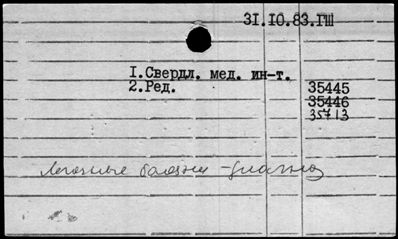 31.10.83.ГШ
1.Свердл. мед. ин-т.
2.Ред. 35445
35446
35713
легочные болезни - диагноз